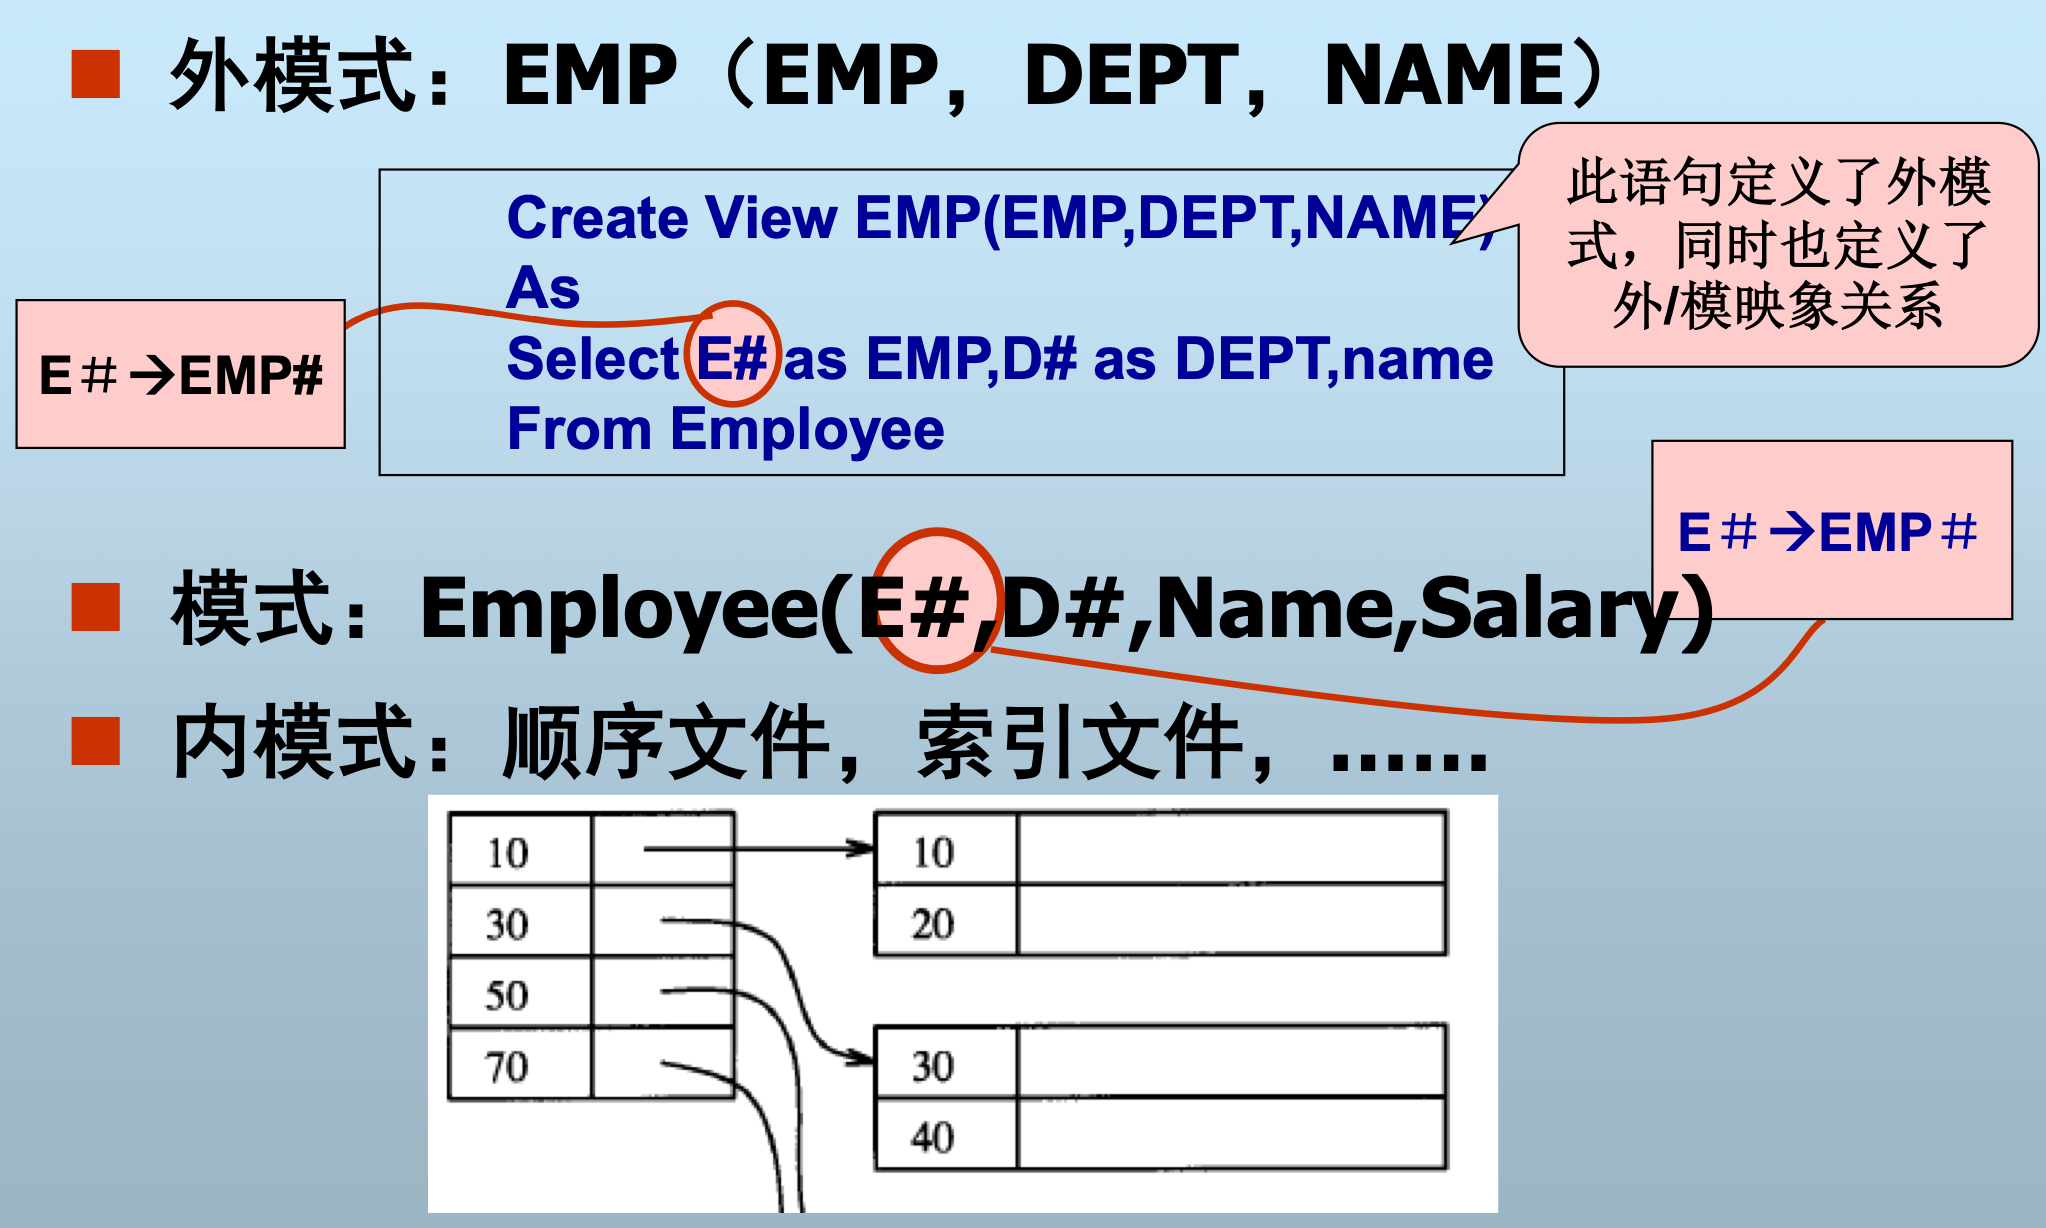 外模式：EMP（EMP，DEPT，NAME）
Create View EMP(EMP,DEPT,NAME)
As
Select E# as EMP,D# as DEPT,name
From Employee
此语句定义了外模
式，同时也定义了
外/模映象关系
E＃→EMP#
E＃→EMP＃
模式：Employee(E#,D#,Name,Salary)
内模式：顺序文件，索引文件，……
10
30
50
70
10
20
30
40